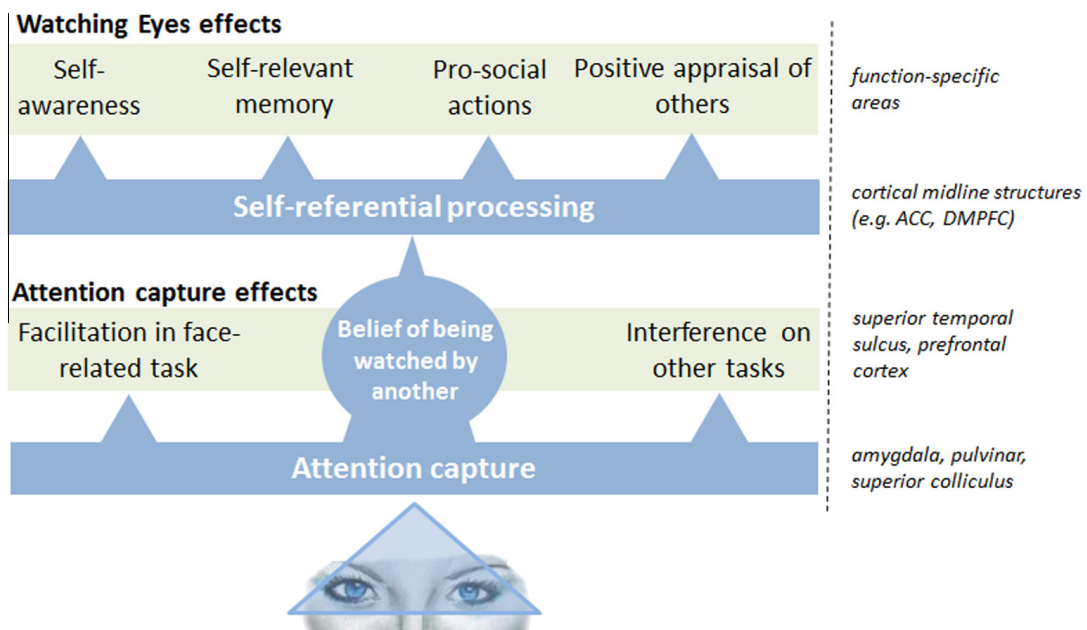 Watching Eyes effects
Self-
awareness
Self-relevant
memory
Pro-social
actions
Positive appraisal of
others
function-specific
areas
Self-referential processing
cortical midline structures
(e.g. ACC, DMPFC)
Attention capture effects
Facilitation in face-
related task
Belief of being
watched by
another
Interference on
other tasks
superior temporal
sulcus, prefrontal
cortex
Attention capture
amygdala, pulvinar,
superior colliculus